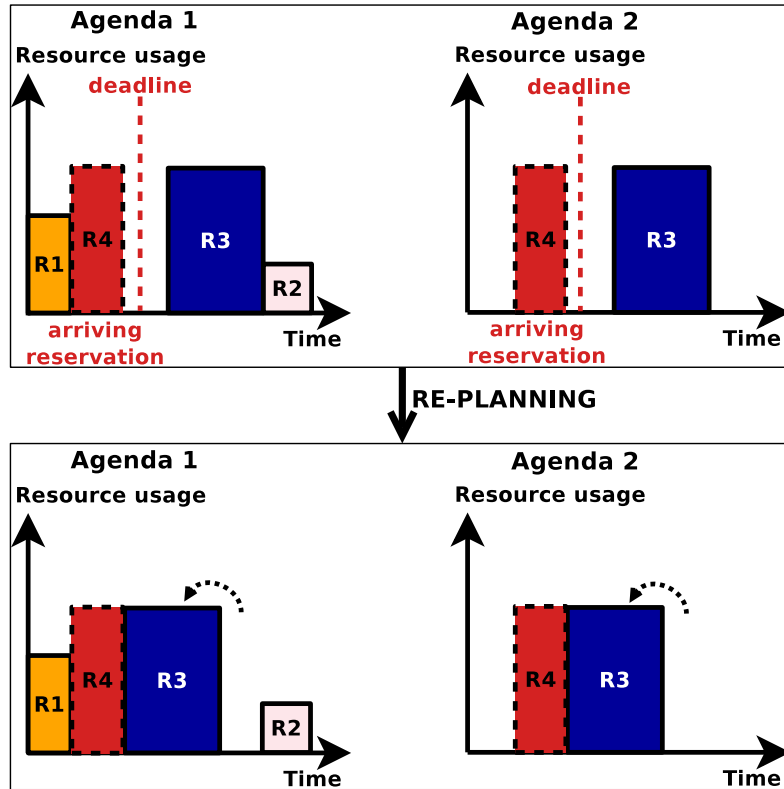 Agenda 1
Resource usage
deadline
R1
R4
R3
R2
arriving
reservation
Time
Agenda 2
Resource usage
deadline
R4
R3
arriving
reservation
Time
RE-PLANNING
Agenda 1
Resource usage
R1
R4
R3
R2
Time
Agenda 2
Resource usage
R4
R3
Time